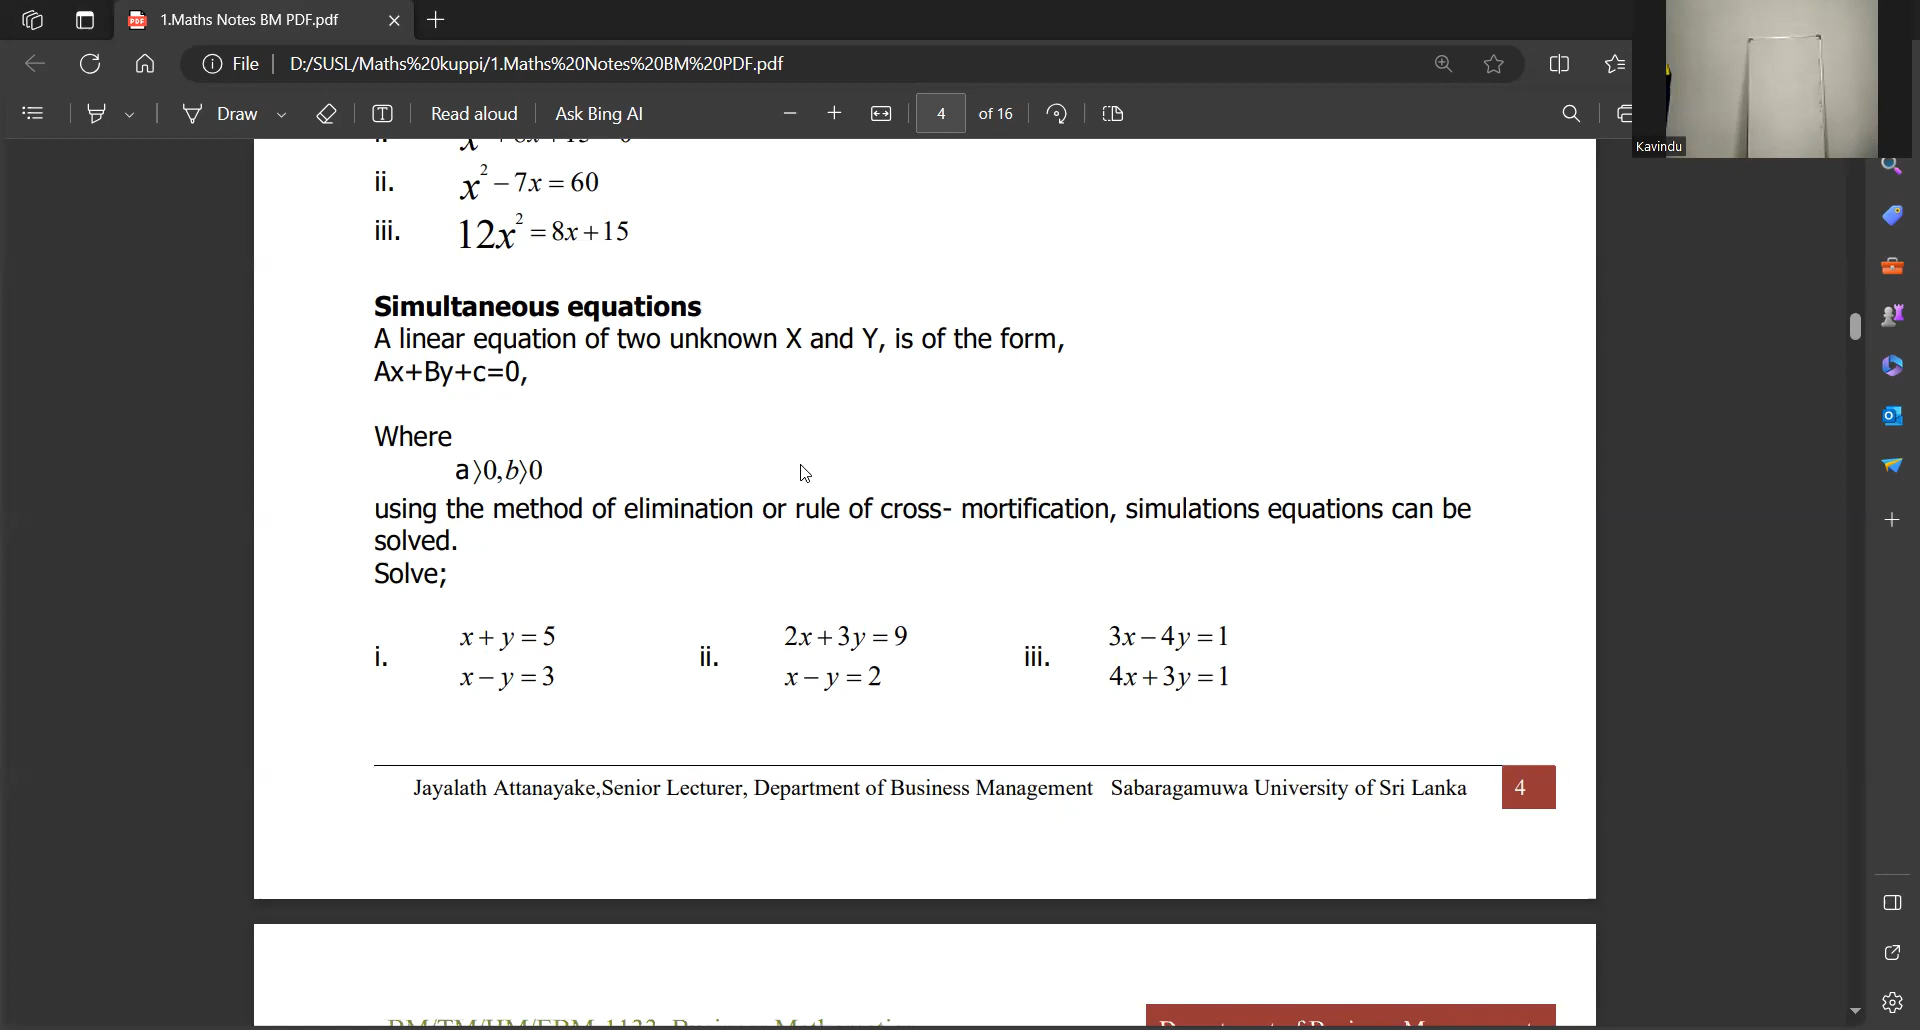 1.Maths Notes BM PDF.pdf
File
D:/SUSL/Maths%20kuppi/1.Maths%20Notes%20BM%20PDF.pdf
Draw
Read aloud
Ask Bing AI
4 of 16
Kavindu
ii. x² − 7x = 60
iii. 12x² = 8x + 15
Simultaneous equations
A linear equation of two unknown X and Y, is of the form,
Ax+By+c=0,
Where
a⟩0, b⟩0
using the method of elimination or rule of cross- mortification, simulations equations can be
solved.
Solve;
i. x + y = 5 ii. 2x + 3y = 9 iii. 3x − 4y = 1
x − y = 3 x − y = 2 4x + 3y = 1
Jayalath Attanayake,Senior Lecturer, Department of Business Management Sabaragamuwa University of Sri Lanka 4